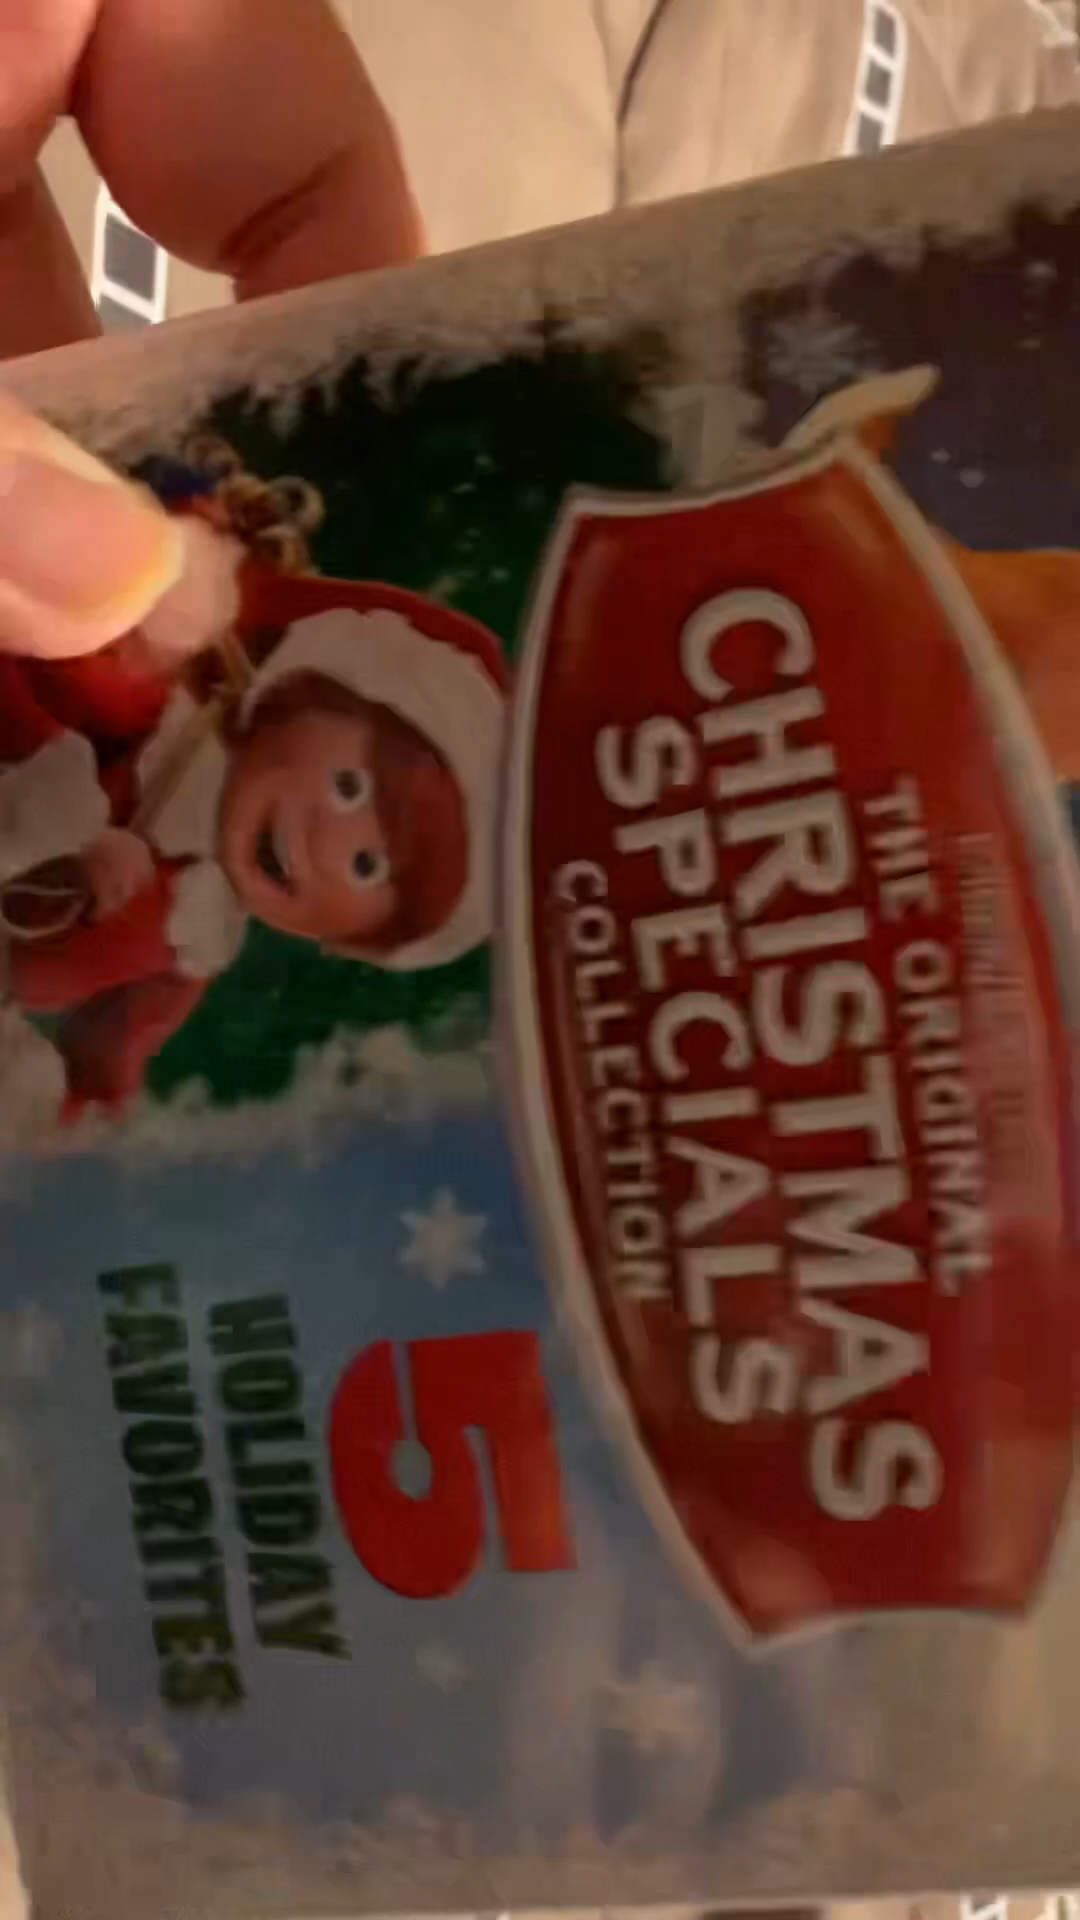 THE ORIGINAL
CHRISTMAS
SPECIALS
COLLECTION
5
HOLIDAY
FAVORITES